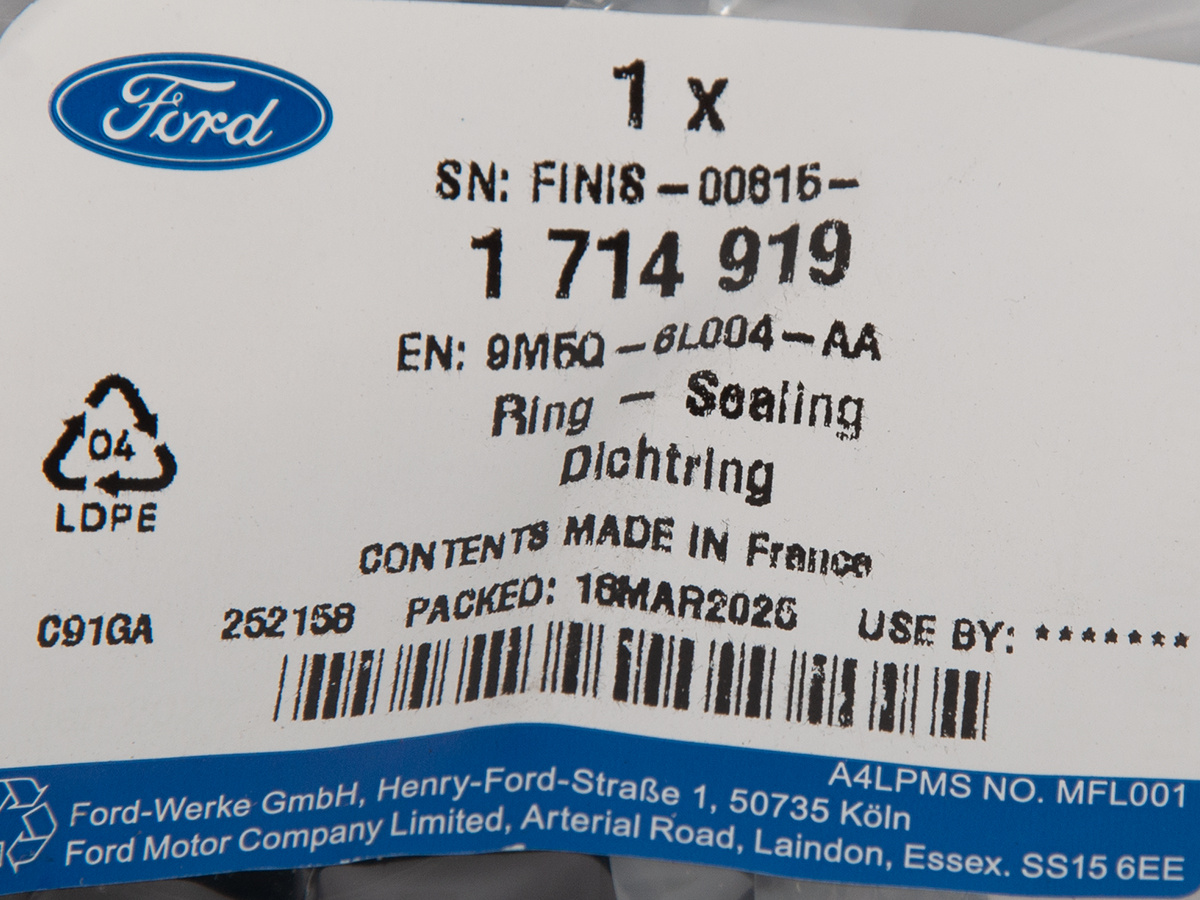 Ford
1 x
SN: FINIS-00815-
1 714 919
EN: 9M5Q-6L004-AA
Ring - Sealing
Dichtring
04
LDPE
CONTENTS MADE IN France
C91GA 252158 PACKED: USE BY: *******
A4LPMS NO. MFL001
Ford-Werke GmbH, Henry-Ford-Straße 1, 50735 Köln
Ford Motor Company Limited, Arterial Road, Laindon, Essex. SS15 6EE